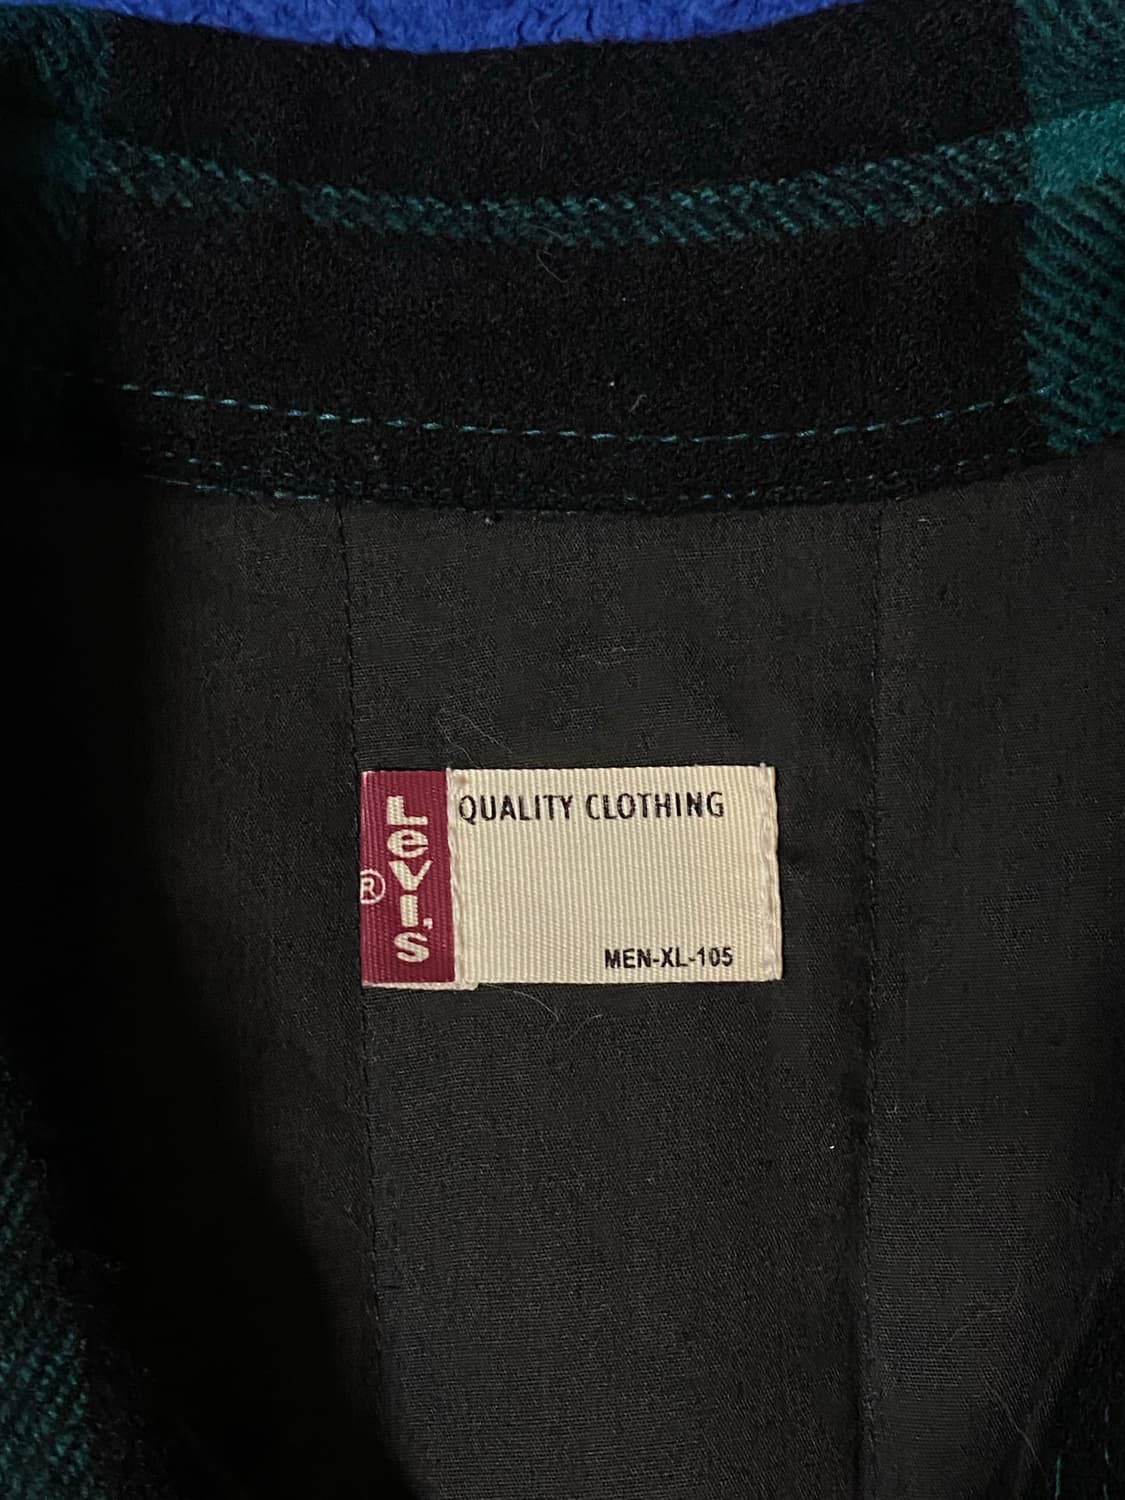 LeVI'S
®
QUALITY CLOTHING
MEN-XL-105